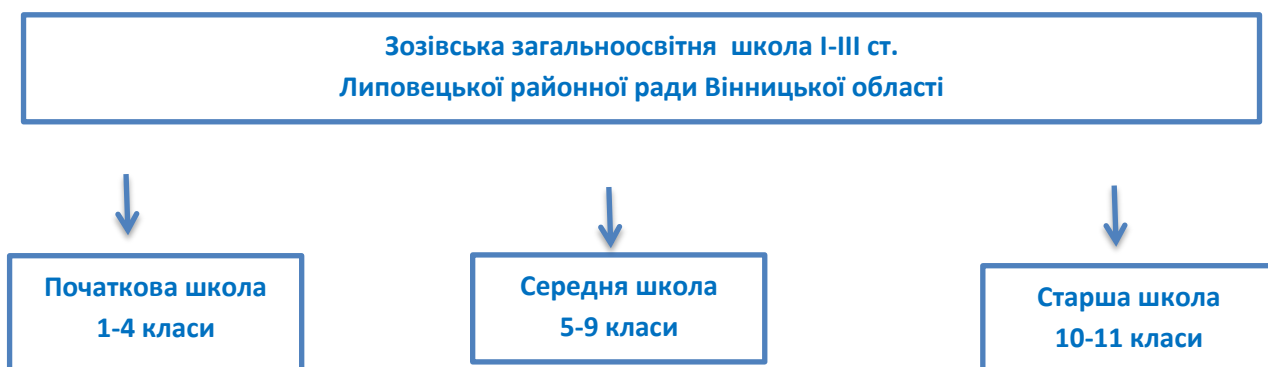 Зозівська загальноосвітня школа І-ІІІ ст.
Липовецької районної ради Вінницької області
Початкова школа
1-4 класи
Середня школа
5-9 класи
Старша школа
10-11 класи